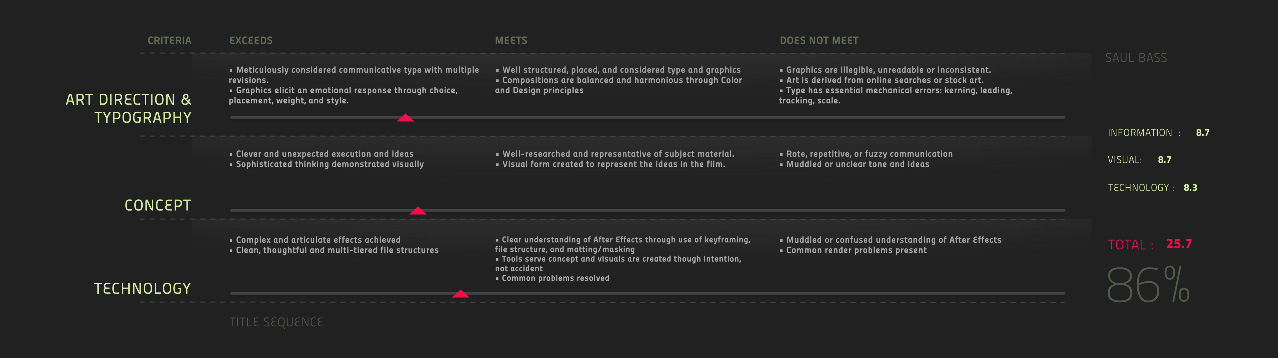 CRITERIA EXCEEDS MEETS DOES NOT MEET
SAUL BASS
ART DIRECTION &
TYPOGRAPHY
▪ Meticulously considered communicative type with multiple
revisions.
▪ Graphics elicit an emotional response through choice,
placement, weight, and style.
▪ Well structured, placed, and considered type and graphics
▪ Compositions are balanced and harmonious through Color
and Design principles
▪ Graphics are illegible, unreadable or inconsistent.
▪ Art is derived from online searches or stock art.
▪ Type has essential mechanical errors: kerning, leading,
tracking, scale.
CONCEPT
▪ Clever and unexpected execution and ideas
▪ Sophisticated thinking demonstrated visually
▪ Well-researched and representative of subject material.
▪ Visual form created to represent the ideas in the film.
▪ Rote, repetitive, or fuzzy communication
▪ Muddled or unclear tone and ideas
TECHNOLOGY
▪ Complex and articulate effects achieved
▪ Clean, thoughtful and multi-tiered file structures
▪ Clear understanding of After Effects through use of keyframing,
file structure, and matting/masking
▪ Tools serve concept and visuals are created though intention,
not accident
▪ Common problems resolved
▪ Muddled or confused understanding of After Effects
▪ Common render problems present
TITLE SEQUENCE
INFORMATION : 8.7
VISUAL: 8.7
TECHNOLOGY : 8.3
TOTAL : 25.7
86%